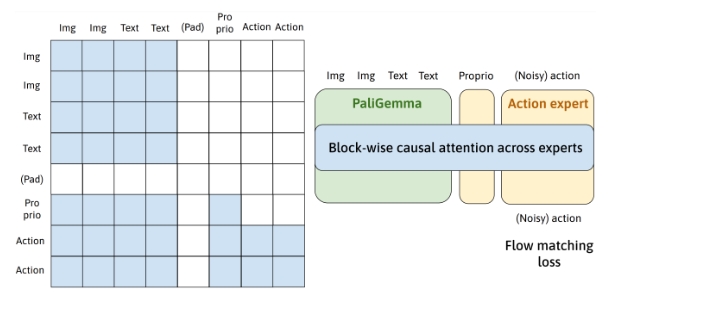 Img Img Text Text (Pad) Pro prio Action Action
Img
Img
Text
Text
(Pad)
Pro
prio
Action
Action
Img Img Text Text Proprio (Noisy) action
PaliGemma Action expert
Block-wise causal attention across experts
(Noisy) action
Flow matching
loss